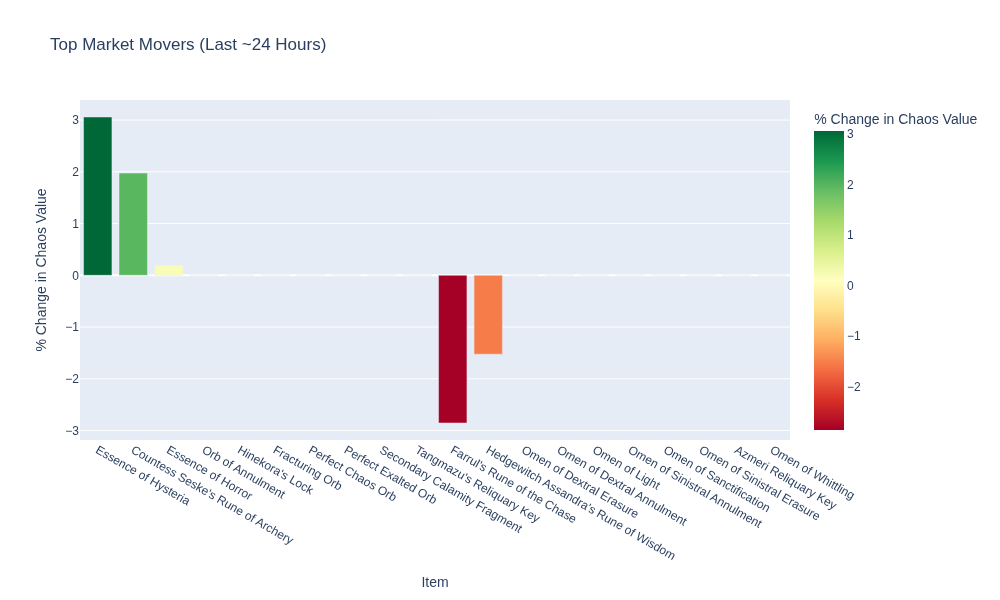 Top Market Movers (Last ~24 Hours)
% Change in Chaos Value
3
2
1
0
−1
−2
−3
Essence of Hysteria
Countess Seske's Rune of Archery
Essence of Horror
Orb of Annulment
Hinekora's Lock
Fracturing Orb
Perfect Chaos Orb
Perfect Exalted Orb
Secondary Calamity Fragment
Tangmazu's Reliquary Key
Farrul's Rune of the Chase
Hedgewitch Assandra's Rune of Wisdom
Omen of Dextral Erasure
Omen of Dextral Annulment
Omen of Light
Omen of Sinistral Annulment
Omen of Sanctification
Omen of Sinistral Erasure
Azmeri Reliquary Key
Omen of Whittling
Item
% Change in Chaos Value
3
2
1
0
−1
−2